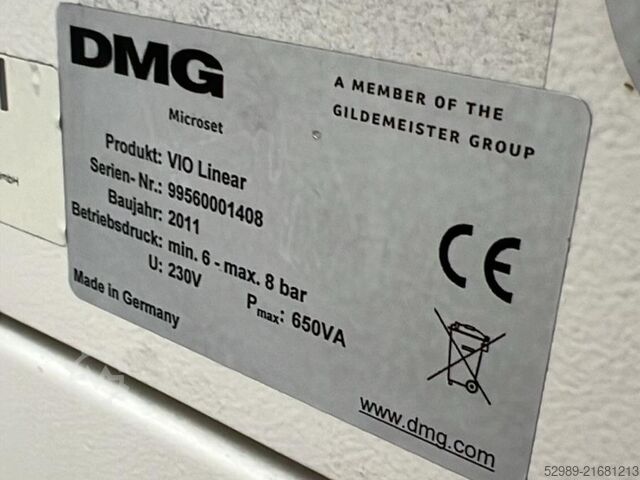 DMG
A MEMBER OF THE
GILDEMEISTER GROUP
Microset
Produkt: VIO Linear
Serien- Nr.: 99560001408
Baujahr: 2011
Betriebsdruck: min. 6 - max. 8 bar
U: 230V Pmax: 650VA
Made in Germany
CE
www.dmg.com
52989-21681213